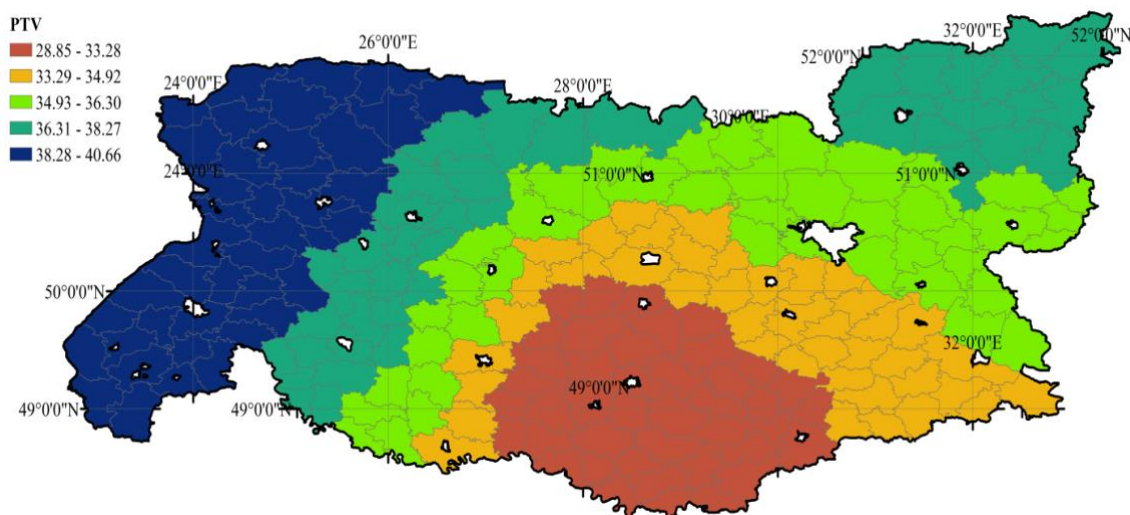 PTV
28.85 - 33.28
33.29 - 34.92
34.93 - 36.30
36.31 - 38.27
38.28 - 40.66
26°0'0"E
32°0'0"E
52°0'0"N
52°0'0"N
24°0'0"E
28°0'0"E
30°0'0"E
24°0'0"E
51°0'0"N
51°0'0"N
50°0'0"N
32°0'0"E
49°0'0"N
49°0'0"N
49°0'0"N